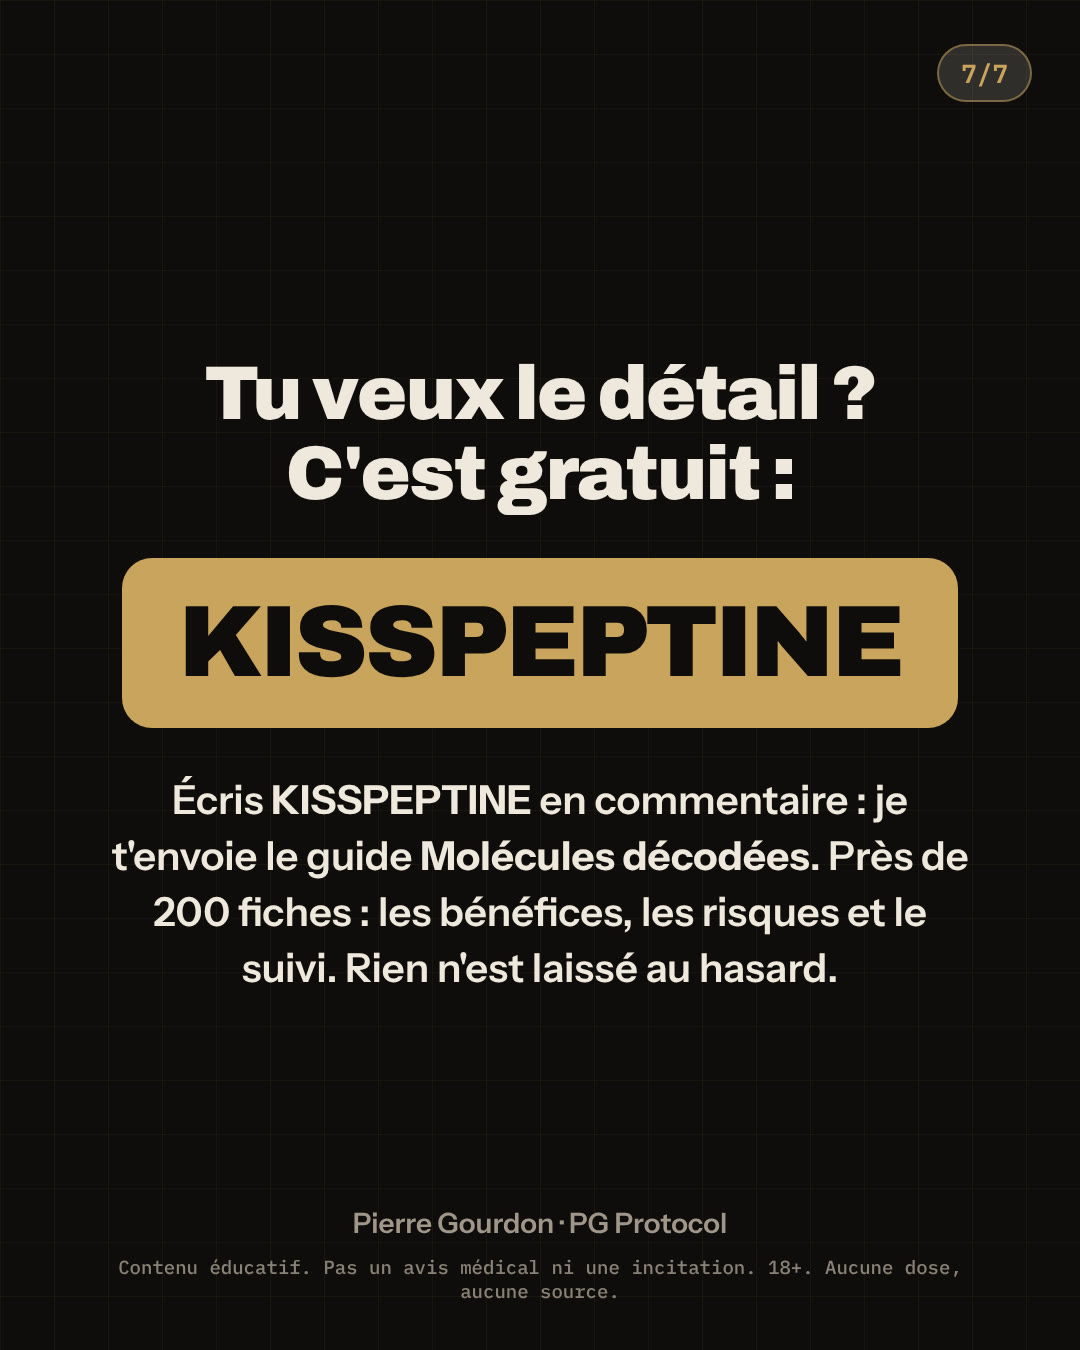 7/7
Tu veux le détail ?
C'est gratuit :
KISSPEPTINE
Écris KISSPEPTINE en commentaire : je
t'envoie le guide Molécules décodées. Près de
200 fiches : les bénéfices, les risques et le
suivi. Rien n'est laissé au hasard.
Pierre Gourdon · PG Protocol
Contenu éducatif. Pas un avis médical ni une incitation. 18+. Aucune dose,
aucune source.